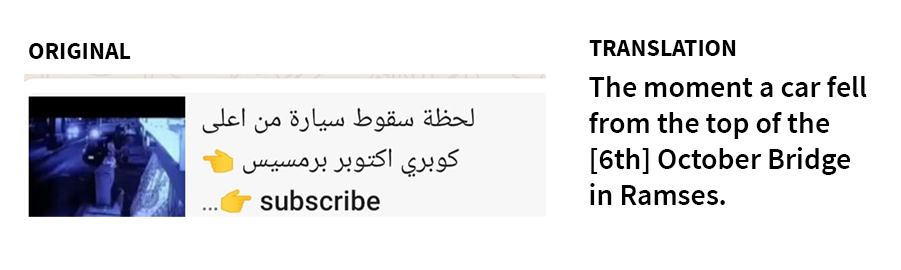 ORIGINAL
لحظة سقوط سيارة من اعلى
كوبري اكتوبر برمسيس 👈
...👉 subscribe
TRANSLATION
The moment a car fell
from the top of the
[6th] October Bridge
in Ramses.